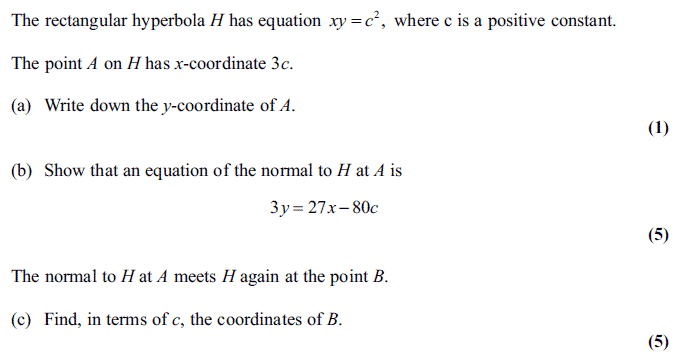 The rectangular hyperbola H has equation xy = c², where c is a positive constant.
The point A on H has x-coordinate 3c.
(a) Write down the y-coordinate of A.
(1)
(b) Show that an equation of the normal to H at A is
3y = 27x – 80c
(5)
The normal to H at A meets H again at the point B.
(c) Find, in terms of c, the coordinates of B.
(5)